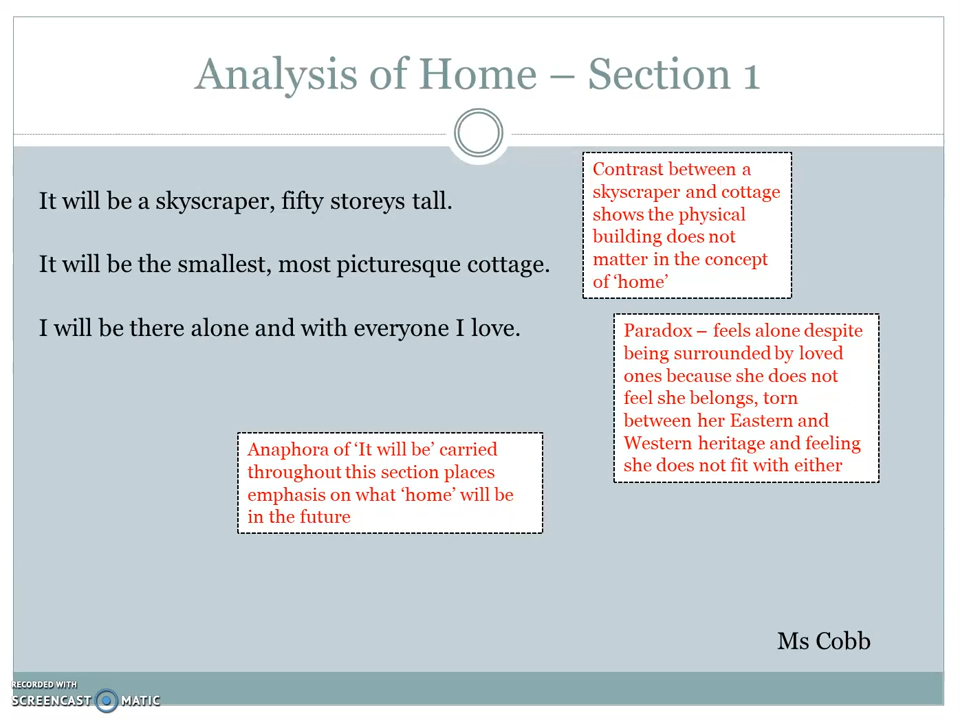 Analysis of Home – Section 1
It will be a skyscraper, fifty storeys tall.
It will be the smallest, most picturesque cottage.
I will be there alone and with everyone I love.
Contrast between a
skyscraper and cottage
shows the physical
building does not
matter in the concept
of ‘home’
Paradox – feels alone despite
being surrounded by loved
ones because she does not
feel she belongs, torn
between her Eastern and
Western heritage and feeling
she does not fit with either
Anaphora of ‘It will be’ carried
throughout this section places
emphasis on what ‘home’ will be
in the future
Ms Cobb
RECORDED WITH
SCREENCAST MATIC